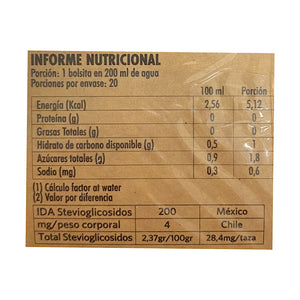 INFORME NUTRICIONAL
Porción: 1 bolsita en 200 ml de agua
Porciones por envase: 20
100 ml Porción
Energía (Kcal) 2,56 5,12
Proteína (g) 0 0
Grasas Totales (g) 0 0
Hidrato de carbono disponible (g) 0,5 1
Azúcares totales (g) 0,9 1,8
Sodio (mg) 0,3 0,6
(1) Cálculo factor at water
(2) Valor por diferencia
IDA Stevioglicosidos 200 México
mg/peso corporal 4 Chile
Total Stevioglicosidos 2,37gr/100gr 28,4mg/taza